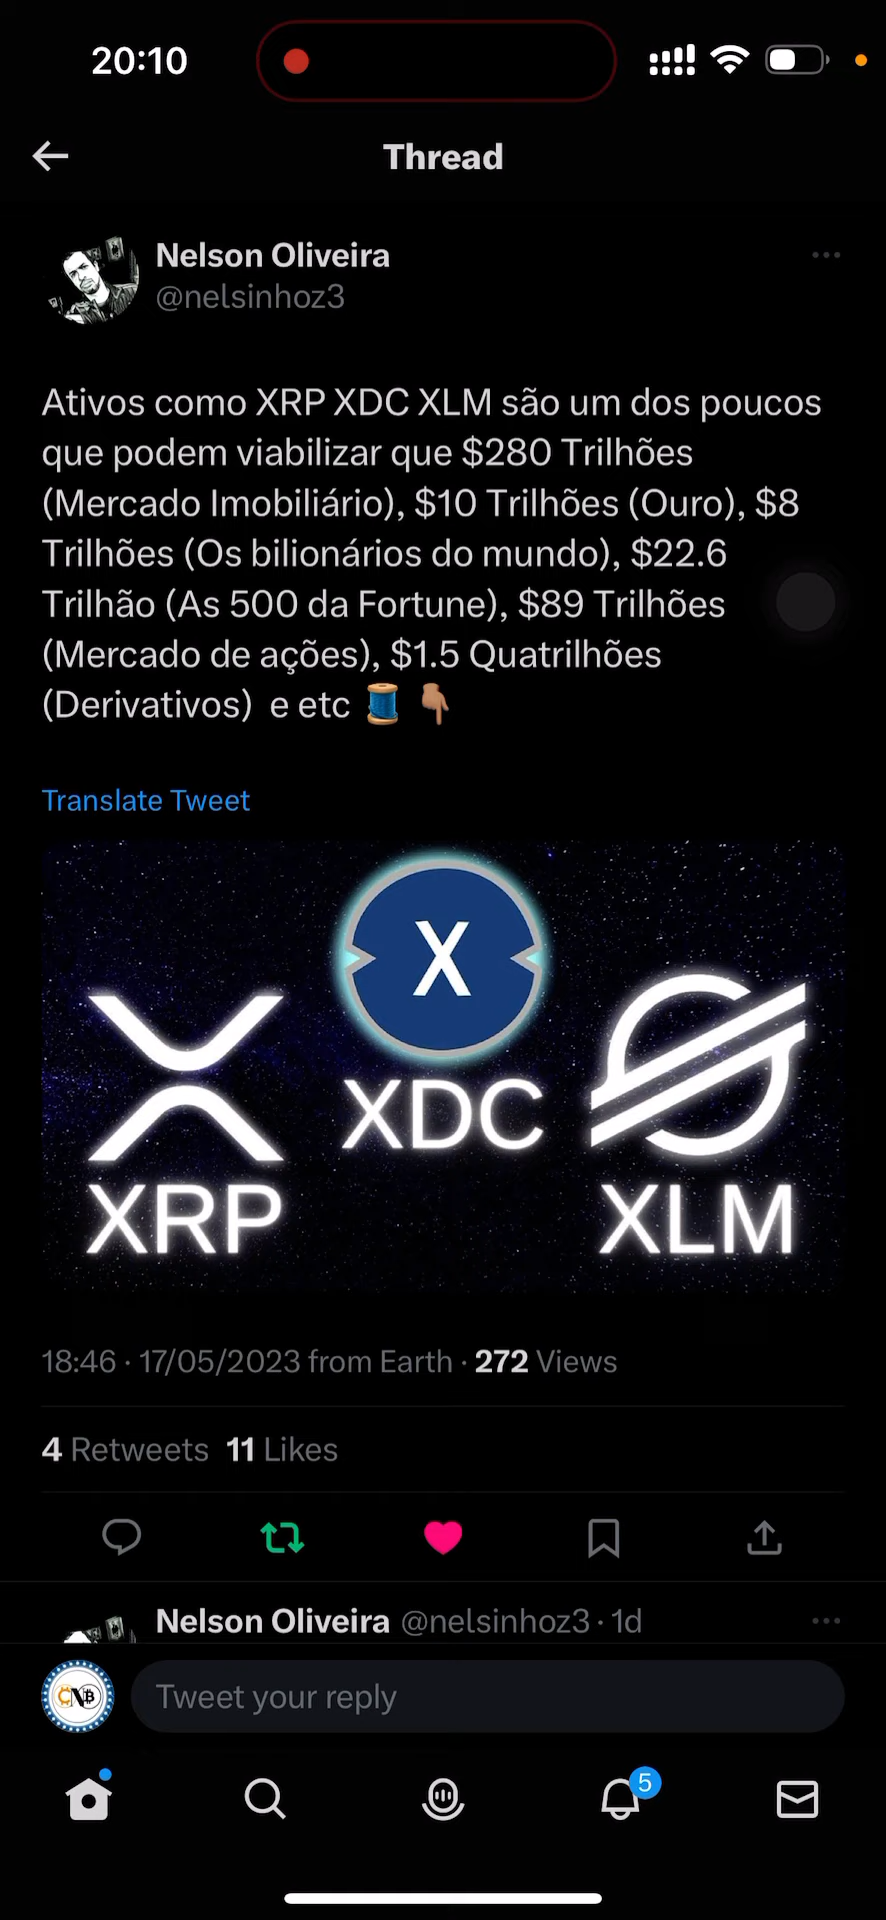 20:10
Thread
Nelson Oliveira
@nelsinhoz3
Ativos como XRP XDC XLM são um dos poucos
que podem viabilizar que $280 Trilhões
(Mercado Imobiliário), $10 Trilhões (Ouro), $8
Trilhões (Os bilionários do mundo), $22.6
Trilhão (As 500 da Fortune), $89 Trilhões
(Mercado de ações), $1.5 Quatrilhões
(Derivativos)  e etc 🧵 👇🏽
Translate Tweet
X
XDC
XRP
XLM
18:46 · 17/05/2023 from Earth · 272 Views
4 Retweets 11 Likes
Nelson Oliveira @nelsinhoz3 · 1d
CNB
Tweet your reply
5